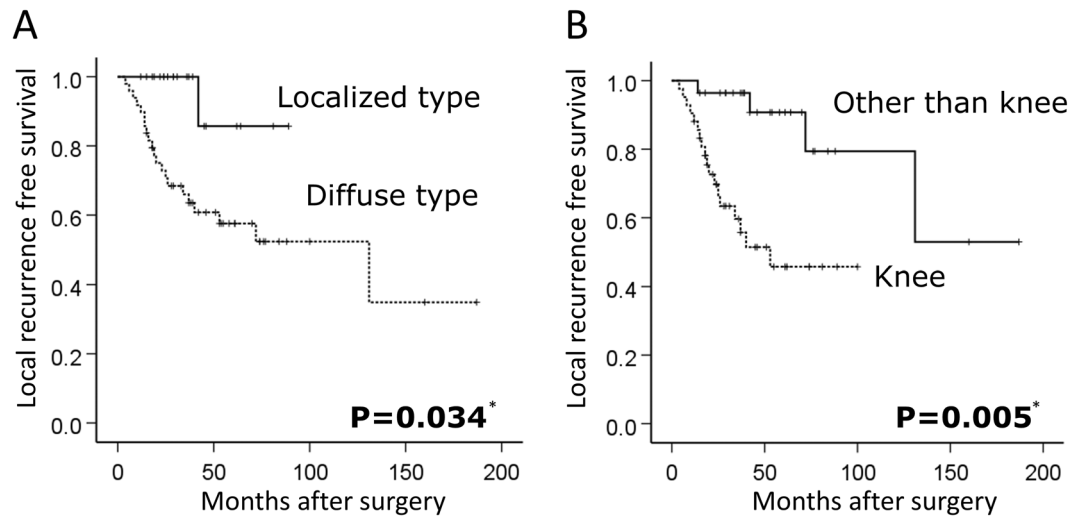 A
Local recurrence free survival
1.0
0.8
0.6
0.4
0.2
0.0
Localized type
Diffuse type
P=0.034*
0 50 100 150 200
Months after surgery
B
Local recurrence free survival
1.0
0.8
0.6
0.4
0.2
0.0
Other than knee
Knee
P=0.005*
0 50 100 150 200
Months after surgery